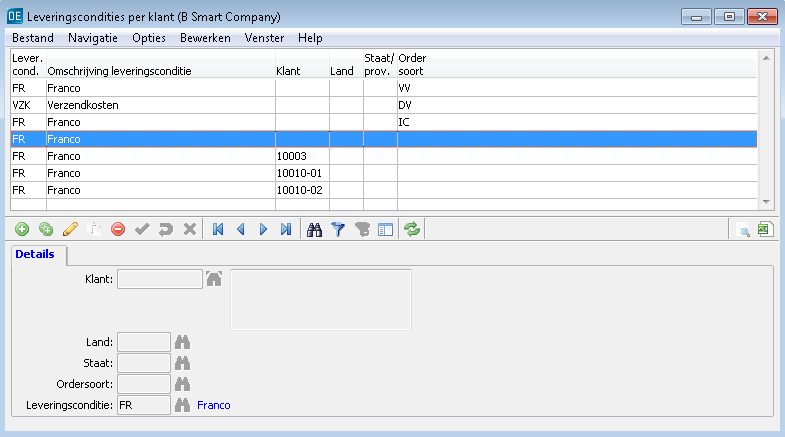 OE Leveringscondities per klant (B Smart Company)
Bestand Navigatie Opties Bewerken Venster Help
Lever. Staat/ Order
cond. Omschrijving leveringsconditie Klant Land prov. soort
FR Franco VV
VZK Verzendkosten DV
FR Franco IC
FR Franco
FR Franco 10003
FR Franco 10010-01
FR Franco 10010-02
Details
Klant:
Land:
Staat:
Ordersoort:
Leveringsconditie: FR Franco